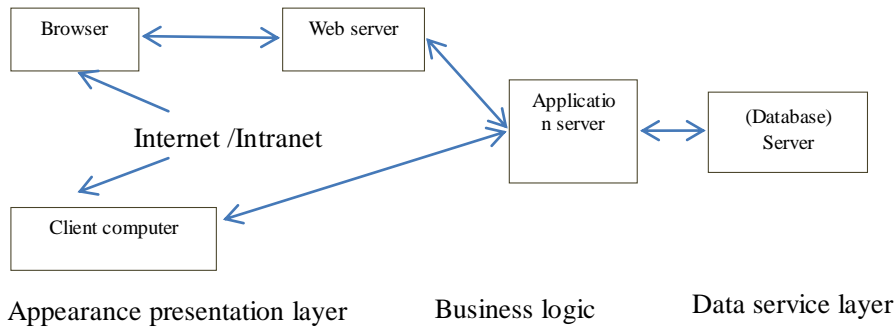 Browser
Web server
Applicatio
n server
(Database)
Server
Internet /Intranet
Client computer
Appearance presentation layer
Business logic
Data service layer